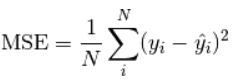 MSE = \frac{1}{N} \sum_{i}^{N} (y_i - \hat{y_i})^2